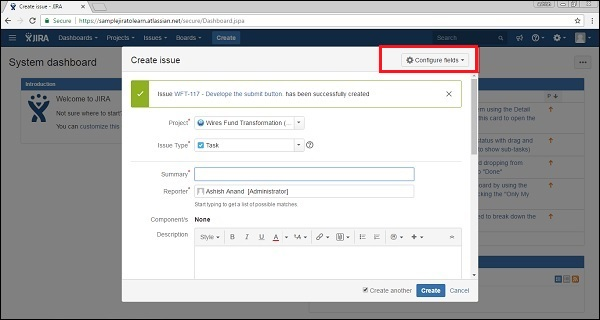 Create issue - JIRA
Secure https://samplejiratolearn.atlassian.net/secure/Dashboard.jspa
JIRA Dashboards Projects Issues Boards Create Search
System dashboard
Create issue Configure fields
Issue WFT-117 - Develope the submit button. has been successfully created
Introduction
Welcome to JIRA
Not sure where to start?
You can customize this
Project* Wires Fund Transformation (...
Issue Type* Task
Summary*
Reporter* Ashish Anand [Administrator]
Start typing to get a list of possible matches.
Component/s None
Description Style B I U A
P
m using the Detail
this card to open the
status with drag and
to show sub-tasks)
d dropping from
to "Done"
board by using the
cking the "Only My
ed to break down the
Create another Create Cancel